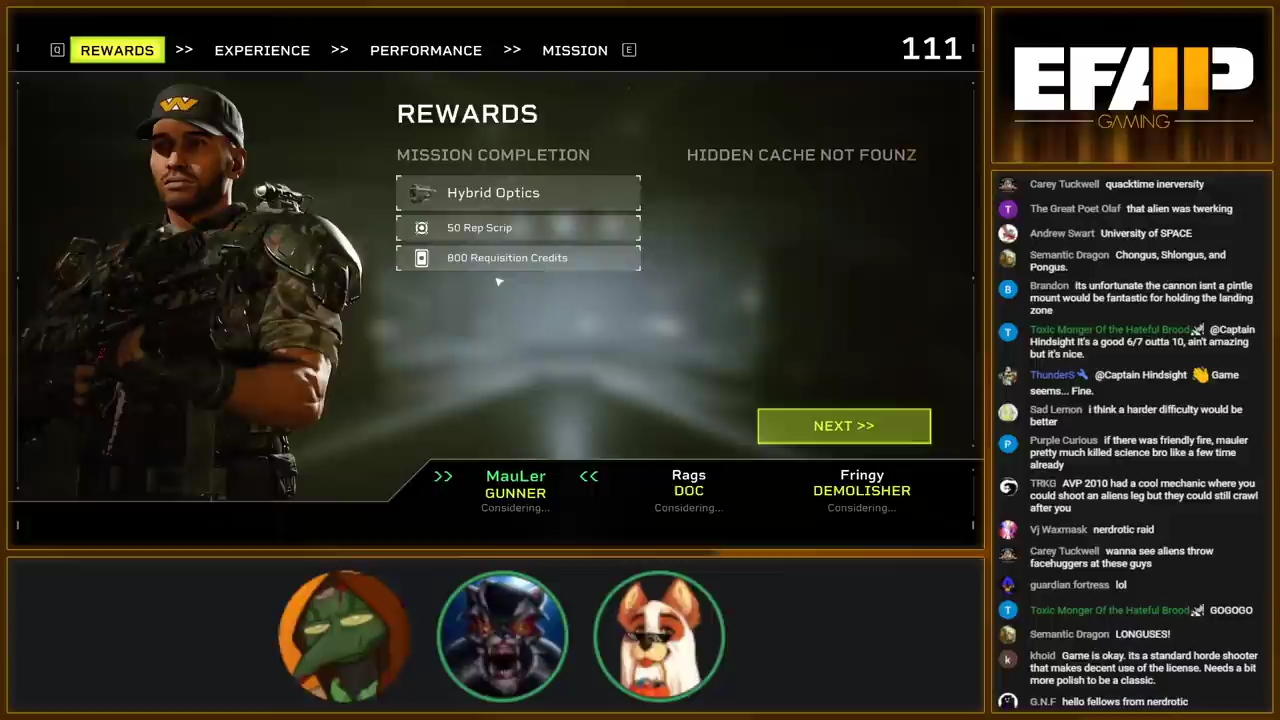 Q REWARDS >> EXPERIENCE >> PERFORMANCE >> MISSION E
111
REWARDS
MISSION COMPLETION
HIDDEN CACHE NOT FOUNZ
Hybrid Optics
50 Rep Scrip
800 Requisition Credits
NEXT >>
>> MauLer <<
GUNNER
Considering...
Rags
DOC
Considering...
Fringy
DEMOLISHER
Considering...
EFAP
GAMING
Carey Tuckwell quacktime inerversity
T The Great Poet Olaf that alien was twerking
Andrew Swart University of SPACE
Semantic Dragon Chongus, Shlongus, and
Pongus.
B Brandon its unfortunate the cannon isnt a pintle
mount would be fantastic for holding the landing
zone
T Toxic Monger Of the Hateful Brood @Captain
Hindsight It's a good 6/7 outta 10, ain't amazing
but it's nice.
ThunderS @Captain Hindsight 👋 Game
seems... Fine.
Sad Lemon i think a harder difficulty would be
better
P Purple Curious if there was friendly fire, mauler
pretty much killed science bro like a few time
already
TRKG AVP 2010 had a cool mechanic where you
could shoot an aliens leg but they could still crawl
after you
Vj Waxmask nerdrotic raid
Carey Tuckwell wanna see aliens throw
facehuggers at these guys
guardian fortress lol
T Toxic Monger Of the Hateful Brood GOGOGO
Semantic Dragon LONGUSES!
k khoid Game is okay. its a standard horde shooter
that makes decent use of the license. Needs a bit
more polish to be a classic.
G.N.F hello fellows from nerdrotic